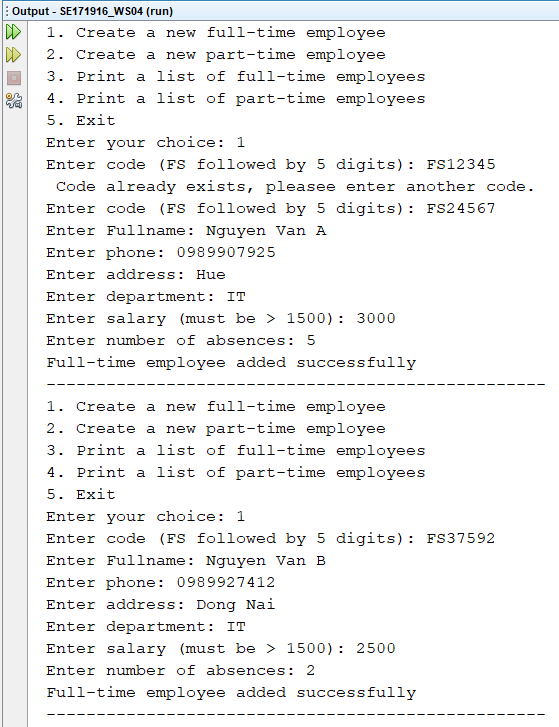 Output - SE171916_WS04 (run)
1. Create a new full-time employee
2. Create a new part-time employee
3. Print a list of full-time employees
4. Print a list of part-time employees
5. Exit
Enter your choice: 1
Enter code (FS followed by 5 digits): FS12345
 Code already exists, pleasee enter another code.
Enter code (FS followed by 5 digits): FS24567
Enter Fullname: Nguyen Van A
Enter phone: 0989907925
Enter address: Hue
Enter department: IT
Enter salary (must be > 1500): 3000
Enter number of absences: 5
Full-time employee added successfully
--------------------------------------------------
1. Create a new full-time employee
2. Create a new part-time employee
3. Print a list of full-time employees
4. Print a list of part-time employees
5. Exit
Enter your choice: 1
Enter code (FS followed by 5 digits): FS37592
Enter Fullname: Nguyen Van B
Enter phone: 0989927412
Enter address: Dong Nai
Enter department: IT
Enter salary (must be > 1500): 2500
Enter number of absences: 2
Full-time employee added successfully
--------------------------------------------------